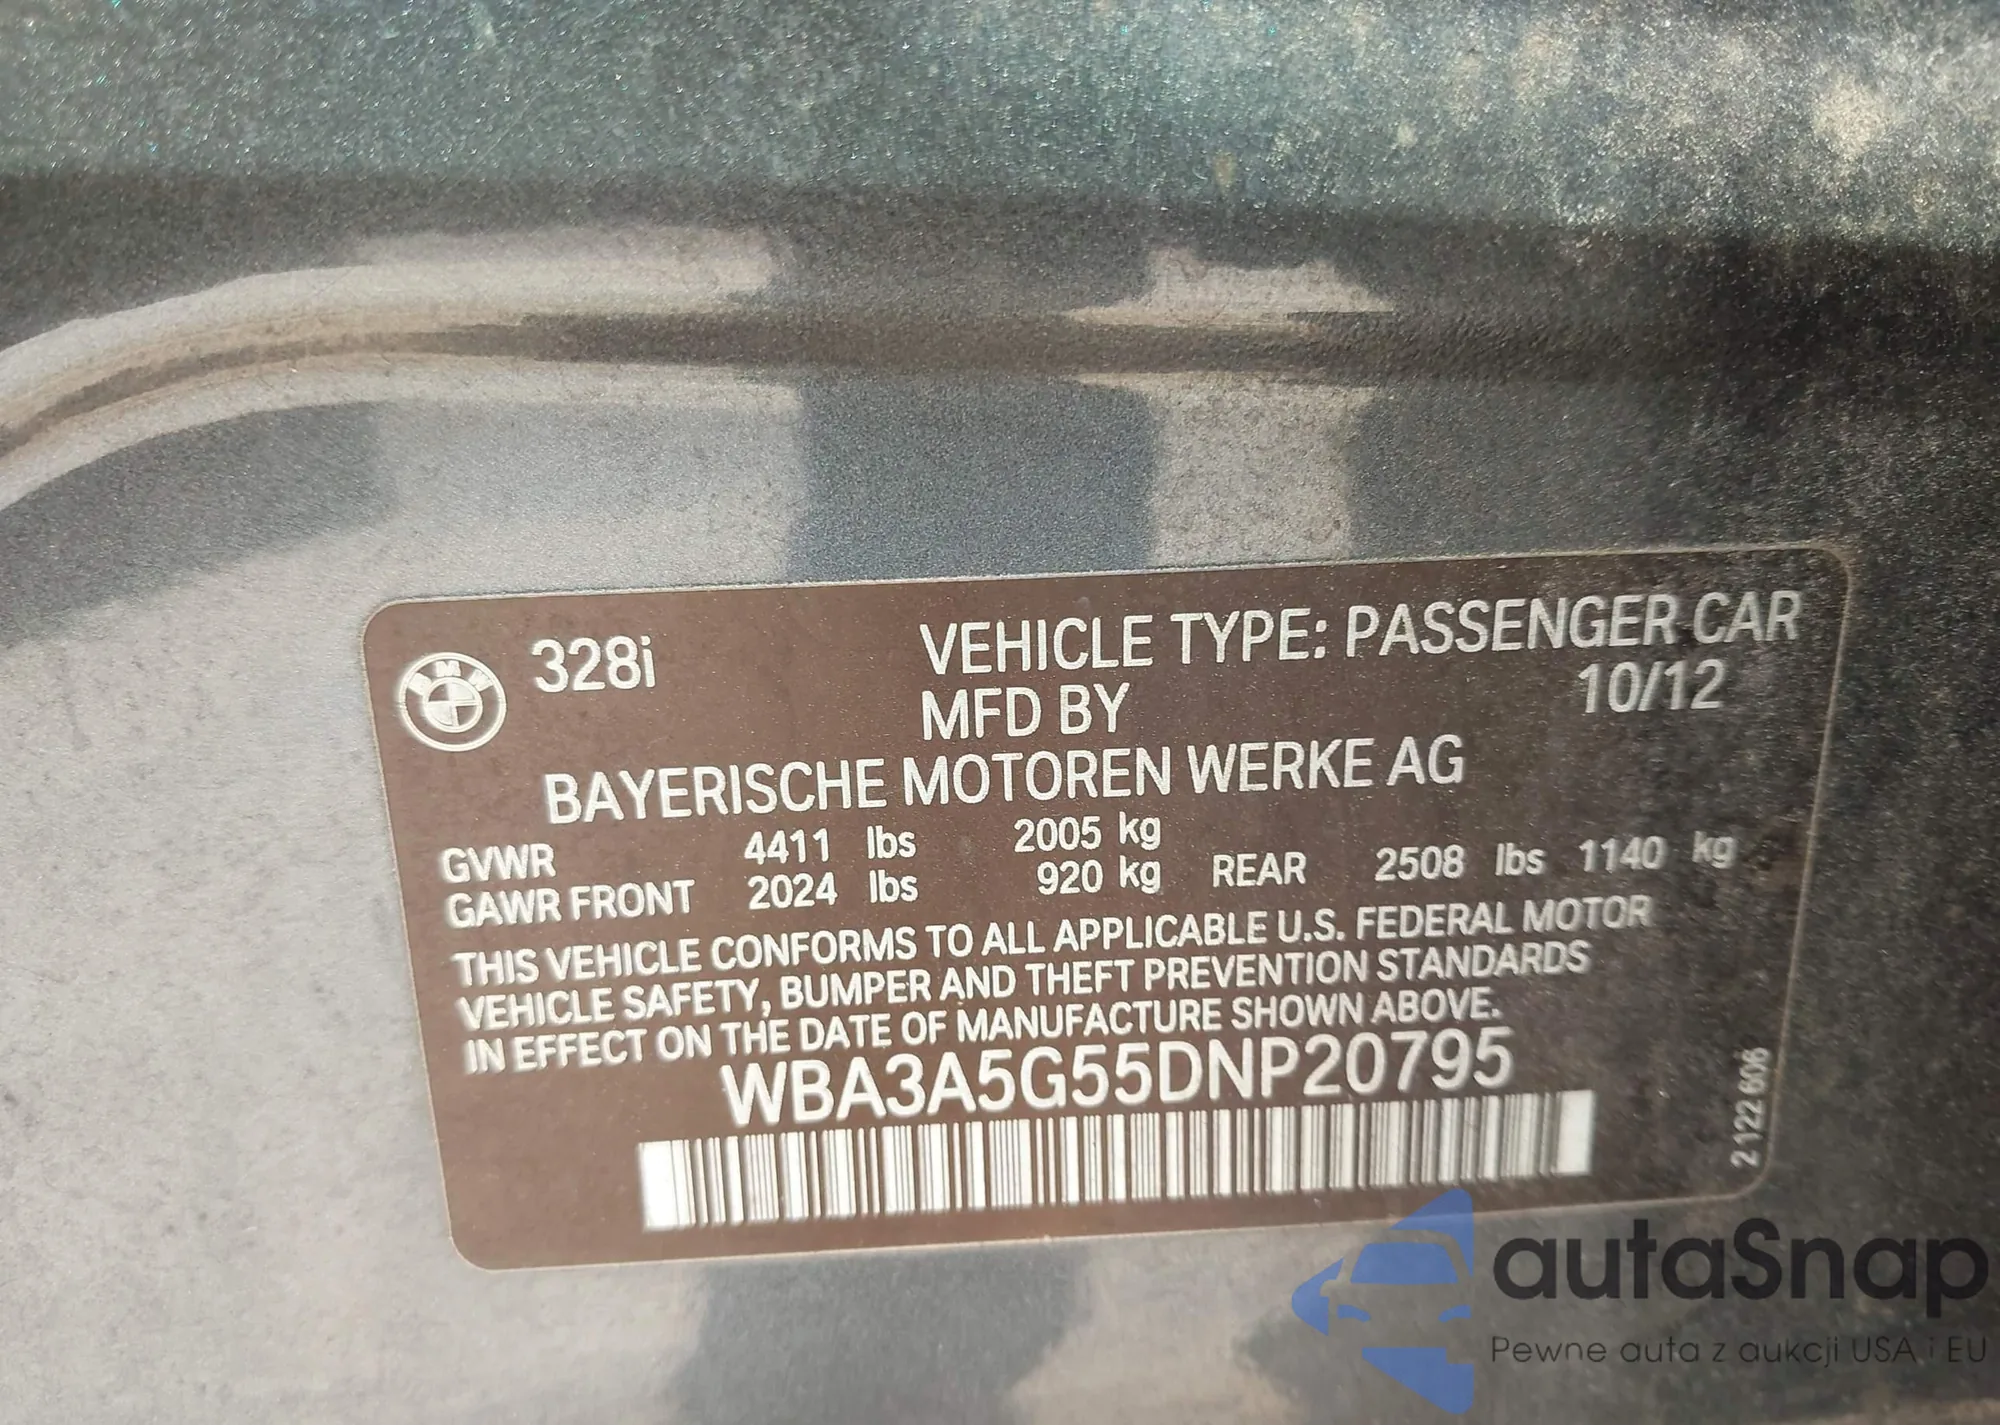 328i VEHICLE TYPE: PASSENGER CAR
MFD BY 10/12
BAYERISCHE MOTOREN WERKE AG
GVWR 4411 lbs 2005 kg
GAWR FRONT 2024 lbs 920 kg REAR 2508 lbs 1140 kg
THIS VEHICLE CONFORMS TO ALL APPLICABLE U.S. FEDERAL MOTOR
VEHICLE SAFETY, BUMPER AND THEFT PREVENTION STANDARDS
IN EFFECT ON THE DATE OF MANUFACTURE SHOWN ABOVE.
WBA3A5G55DNP20795
2 122 606
BMW
autaSnap
Pewne auta z aukcji USA i EU